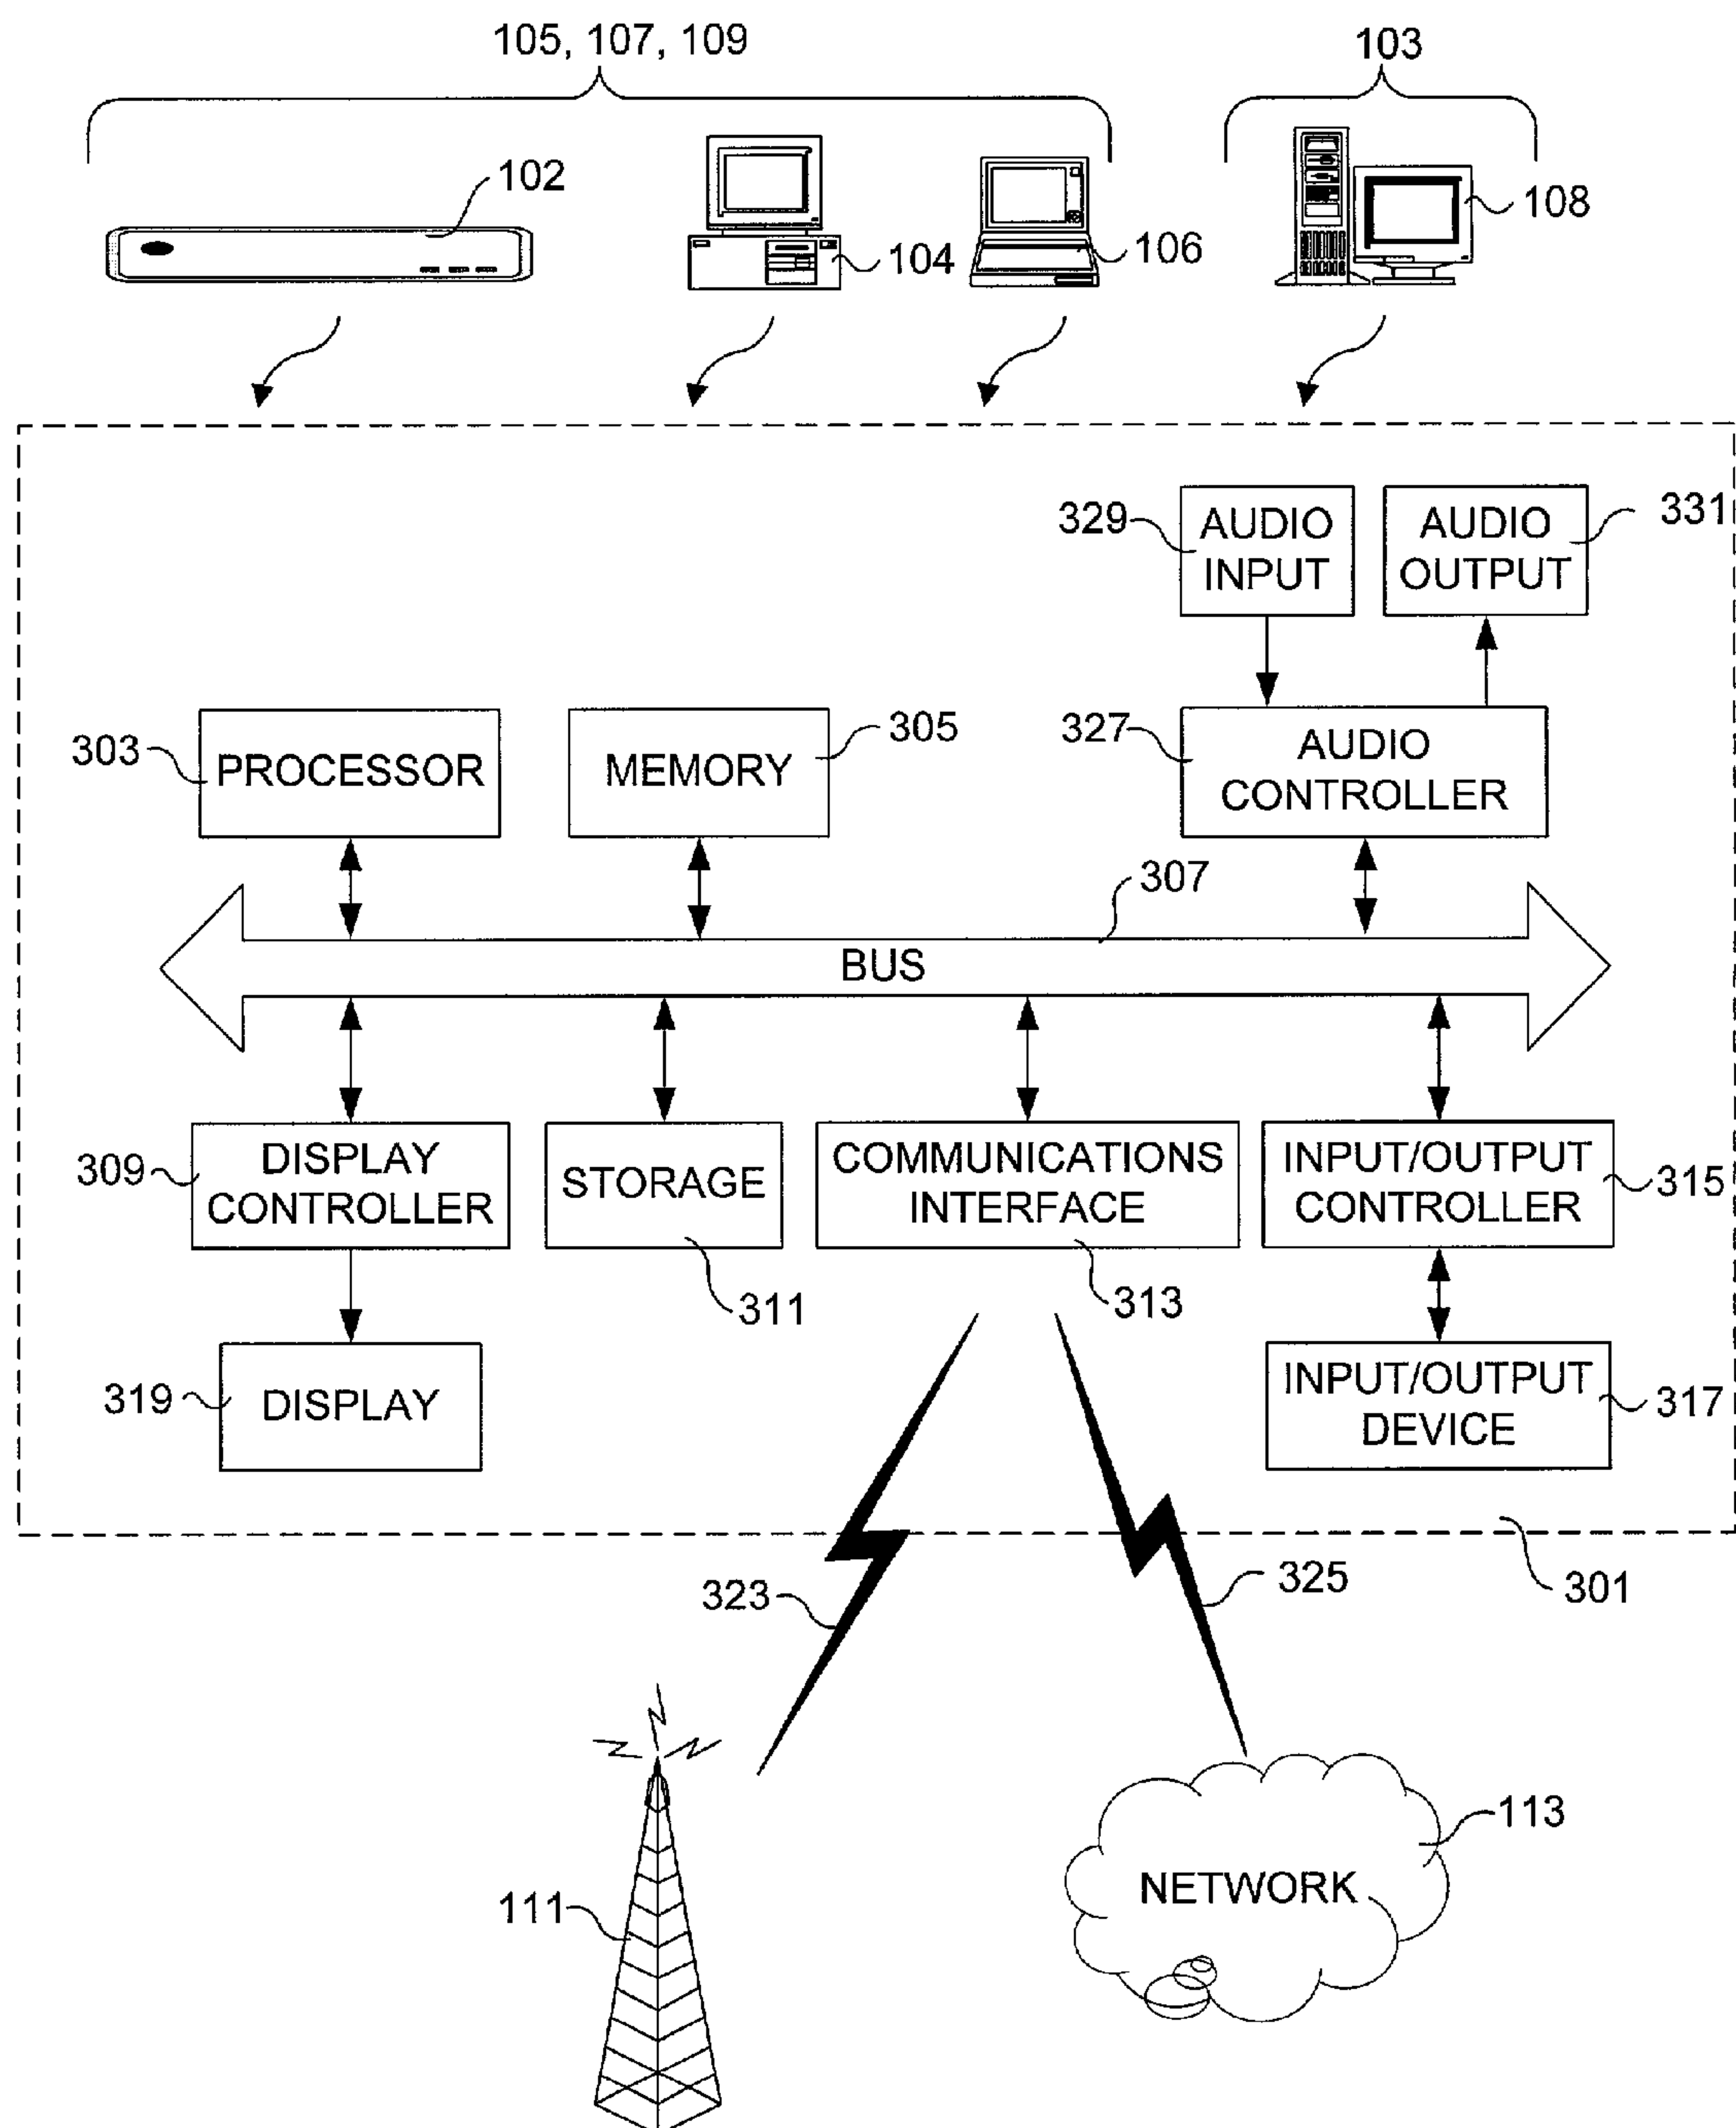 105, 107, 109
103
102
104
106
108
329
AUDIO
INPUT
AUDIO
OUTPUT
331
303
PROCESSOR
MEMORY
305
327
AUDIO
CONTROLLER
307
BUS
309
DISPLAY
CONTROLLER
STORAGE
311
COMMUNICATIONS
INTERFACE
313
INPUT/OUTPUT
CONTROLLER
315
319
DISPLAY
INPUT/OUTPUT
DEVICE
317
323
325
301
111
NETWORK
113